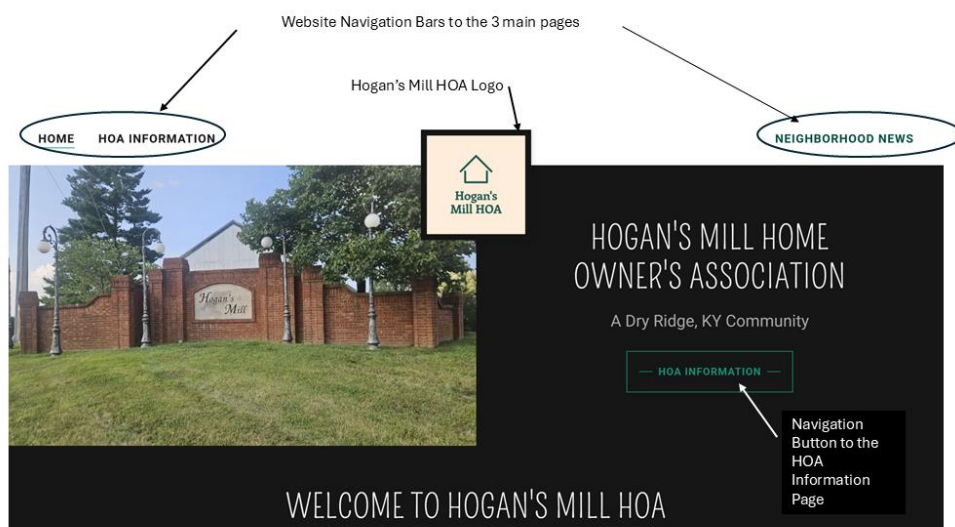 Website Navigation Bars to the 3 main pages
Hogan's Mill HOA Logo
HOME HOA INFORMATION
NEIGHBORHOOD NEWS
Hogan's
Mill HOA
Hogan's
Mill
HOGAN'S MILL HOME
OWNER'S ASSOCIATION
A Dry Ridge, KY Community
— HOA INFORMATION —
Navigation
Button to the
HOA
Information
Page
WELCOME TO HOGAN'S MILL HOA